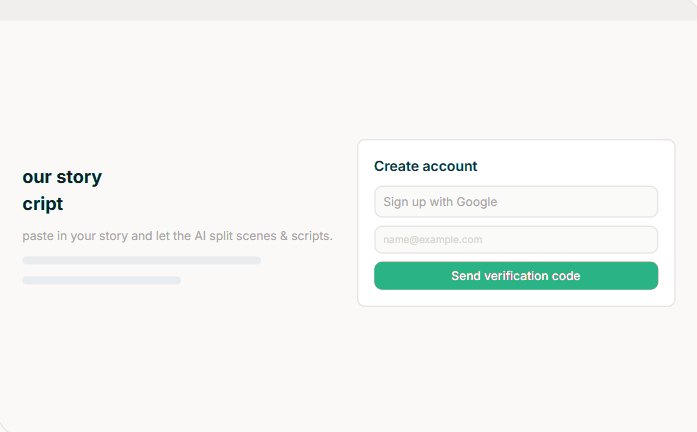 our story
cript
paste in your story and let the AI split scenes & scripts.
Create account
Sign up with Google
name@example.com
Send verification code